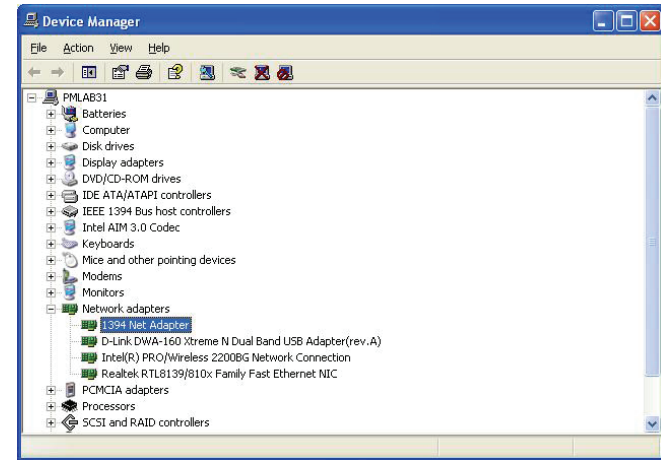 Device Manager
File Action View Help
PMLAB31
Batteries
Computer
Disk drives
Display adapters
DVD/CD-ROM drives
IDE ATA/ATAPI controllers
IEEE 1394 Bus host controllers
Intel AIM 3.0 Codec
Keyboards
Mice and other pointing devices
Modems
Monitors
Network adapters
1394 Net Adapter
D-Link DWA-160 Xtreme N Dual Band USB Adapter(rev.A)
Intel(R) PRO/Wireless 2200BG Network Connection
Realtek RTL8139/810x Family Fast Ethernet NIC
PCMCIA adapters
Processors
SCSI and RAID controllers